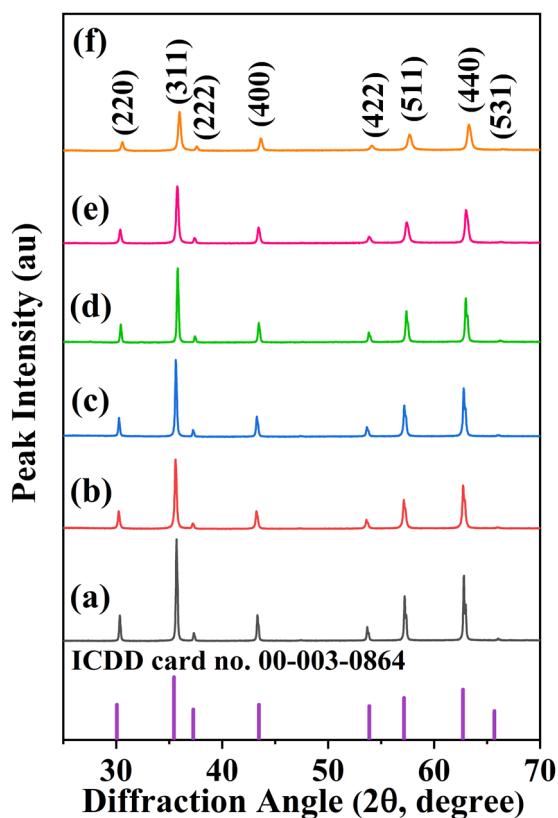 (f)
(220)
(311)
(222)
(400)
(422)
(511)
(440)
(531)
(e)
(d)
(c)
(b)
(a)
ICDD card no. 00-003-0864
Peak Intensity (au)
30 40 50 60 70
Diffraction Angle (2θ, degree)